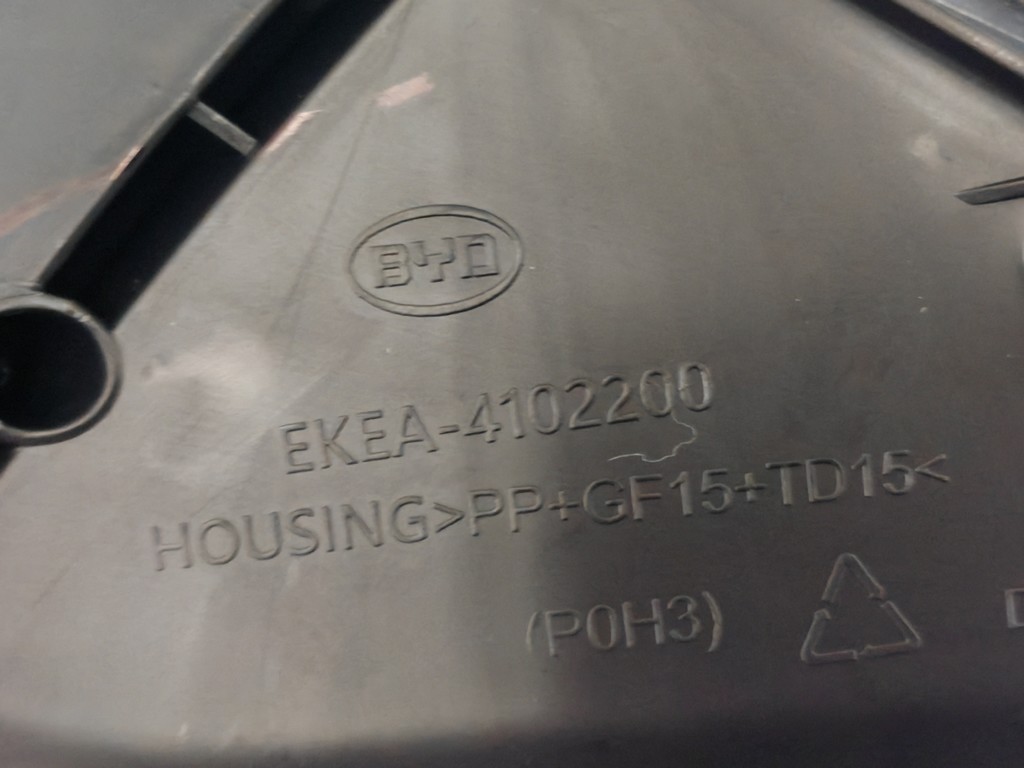 BYD
EKEA-4102200
HOUSING>PP+GF15+TD15<
(P0H3)